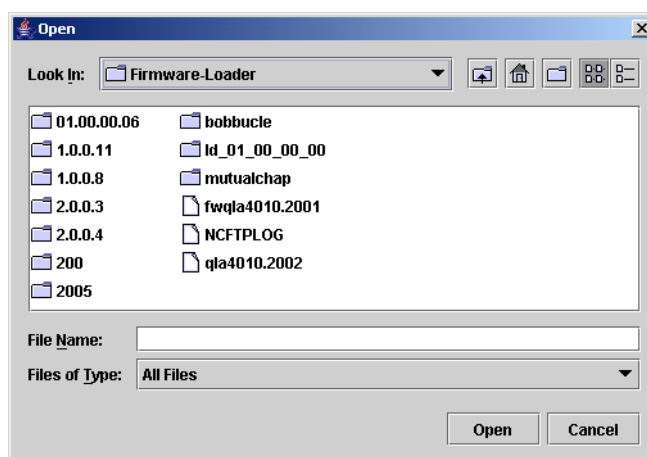 Open
Look In: Firmware-Loader
01.00.00.06
1.0.0.11
1.0.0.8
2.0.0.3
2.0.0.4
200
2005
bobbucle
ld_01_00_00_00
mutualchap
fwqla4010.2001
NCFTPLOG
qla4010.2002
File Name:
Files of Type: All Files
Open Cancel